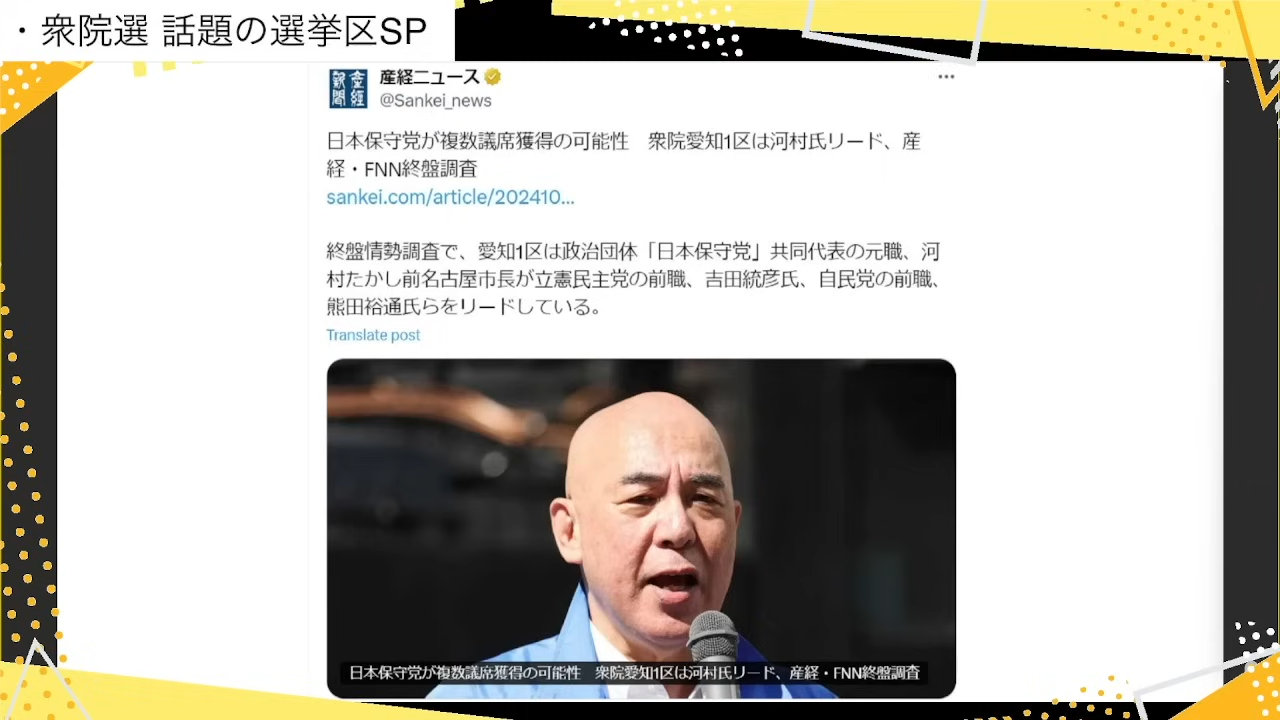 ・衆院選 話題の選挙区SP
産経新聞
産経ニュース
@Sankei_news
日本保守党が複数議席獲得の可能性　衆院愛知1区は河村氏リード、産
経・FNN終盤調査
sankei.com/article/202410...
終盤情勢調査で、愛知1区は政治団体「日本保守党」共同代表の元職、河
村たかし前名古屋市長が立憲民主党の前職、吉田統彦氏、自民党の前職、
熊田裕通氏らをリードしている。
Translate post
日本保守党が複数議席獲得の可能性　衆院愛知1区は河村氏リード、産経・FNN終盤調査